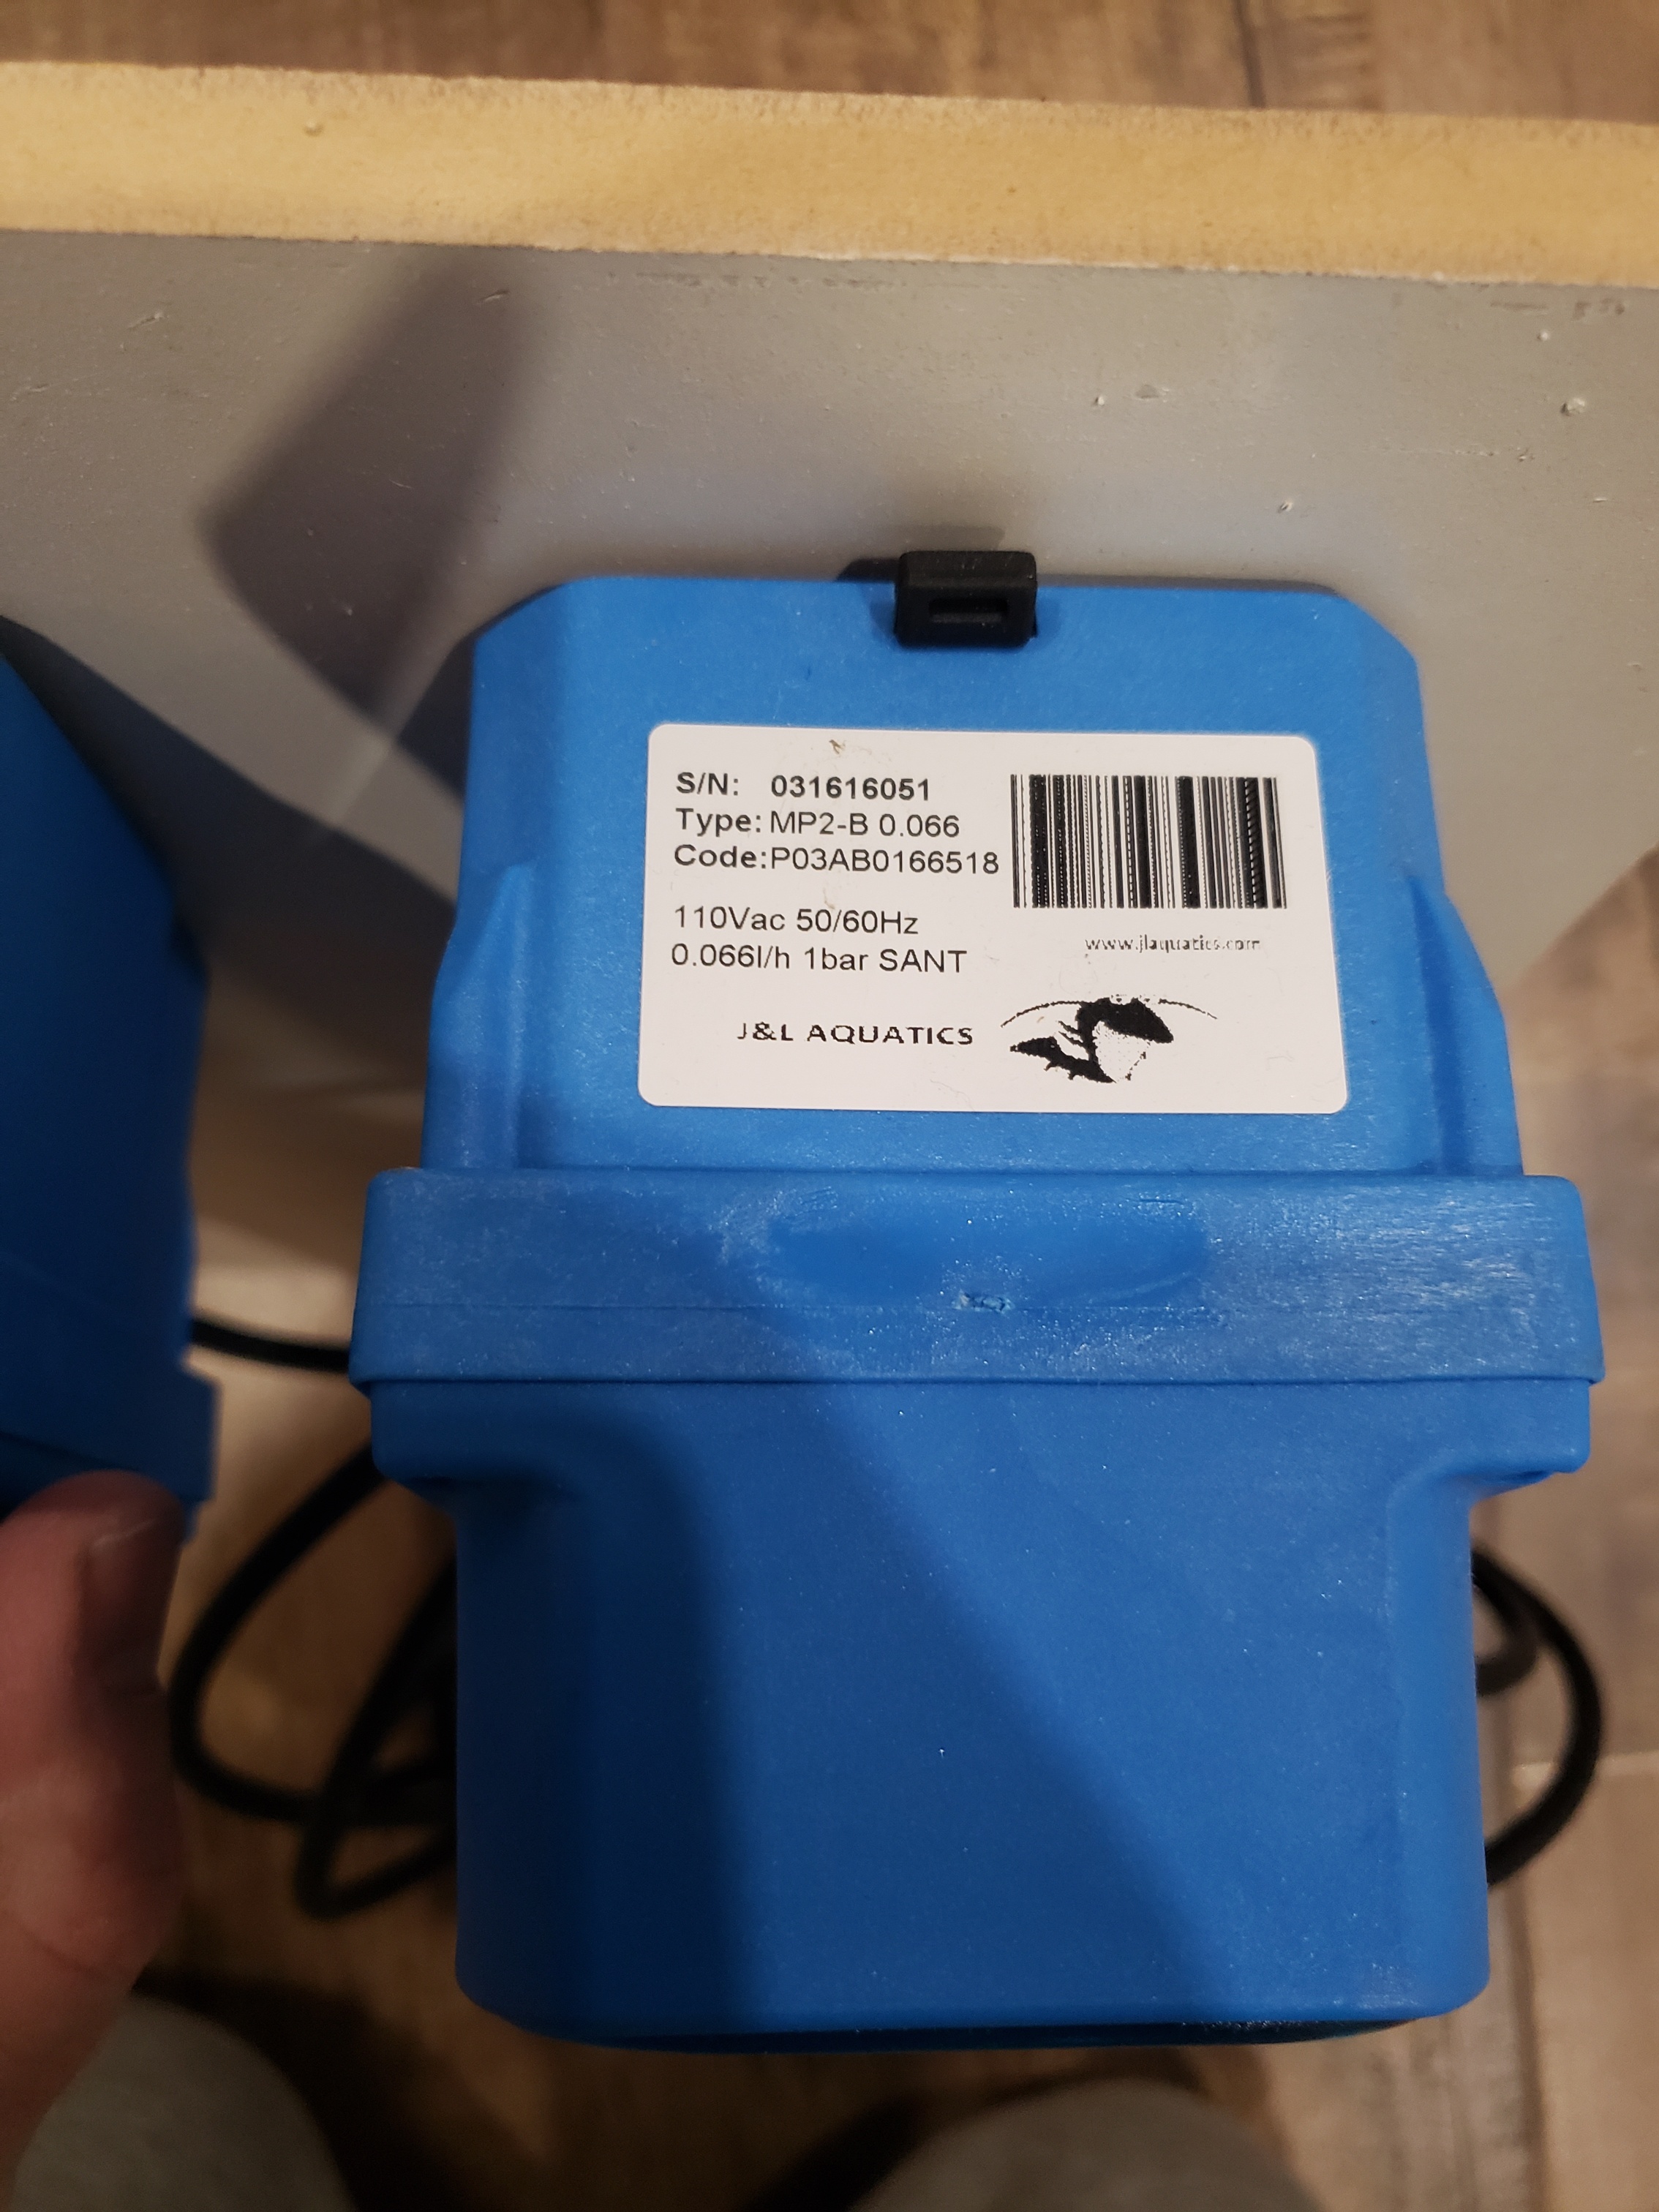 S/N: 031616051
Type: MP2-B 0.066
Code:P03AB0166518
110Vac 50/60Hz
0.066l/h 1bar SANT
www.jlaquatics.com
J&L AQUATICS